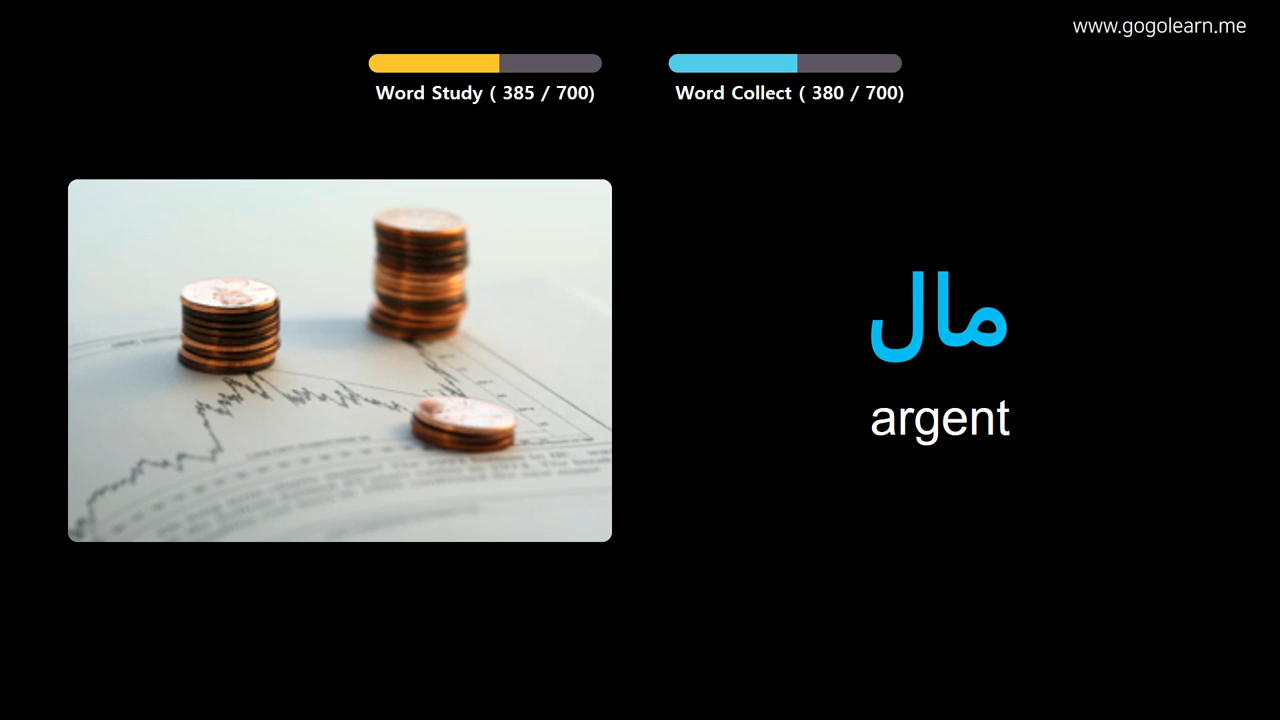 www.gogolearn.me
Word Study ( 385 / 700)
Word Collect ( 380 / 700)
مال
argent